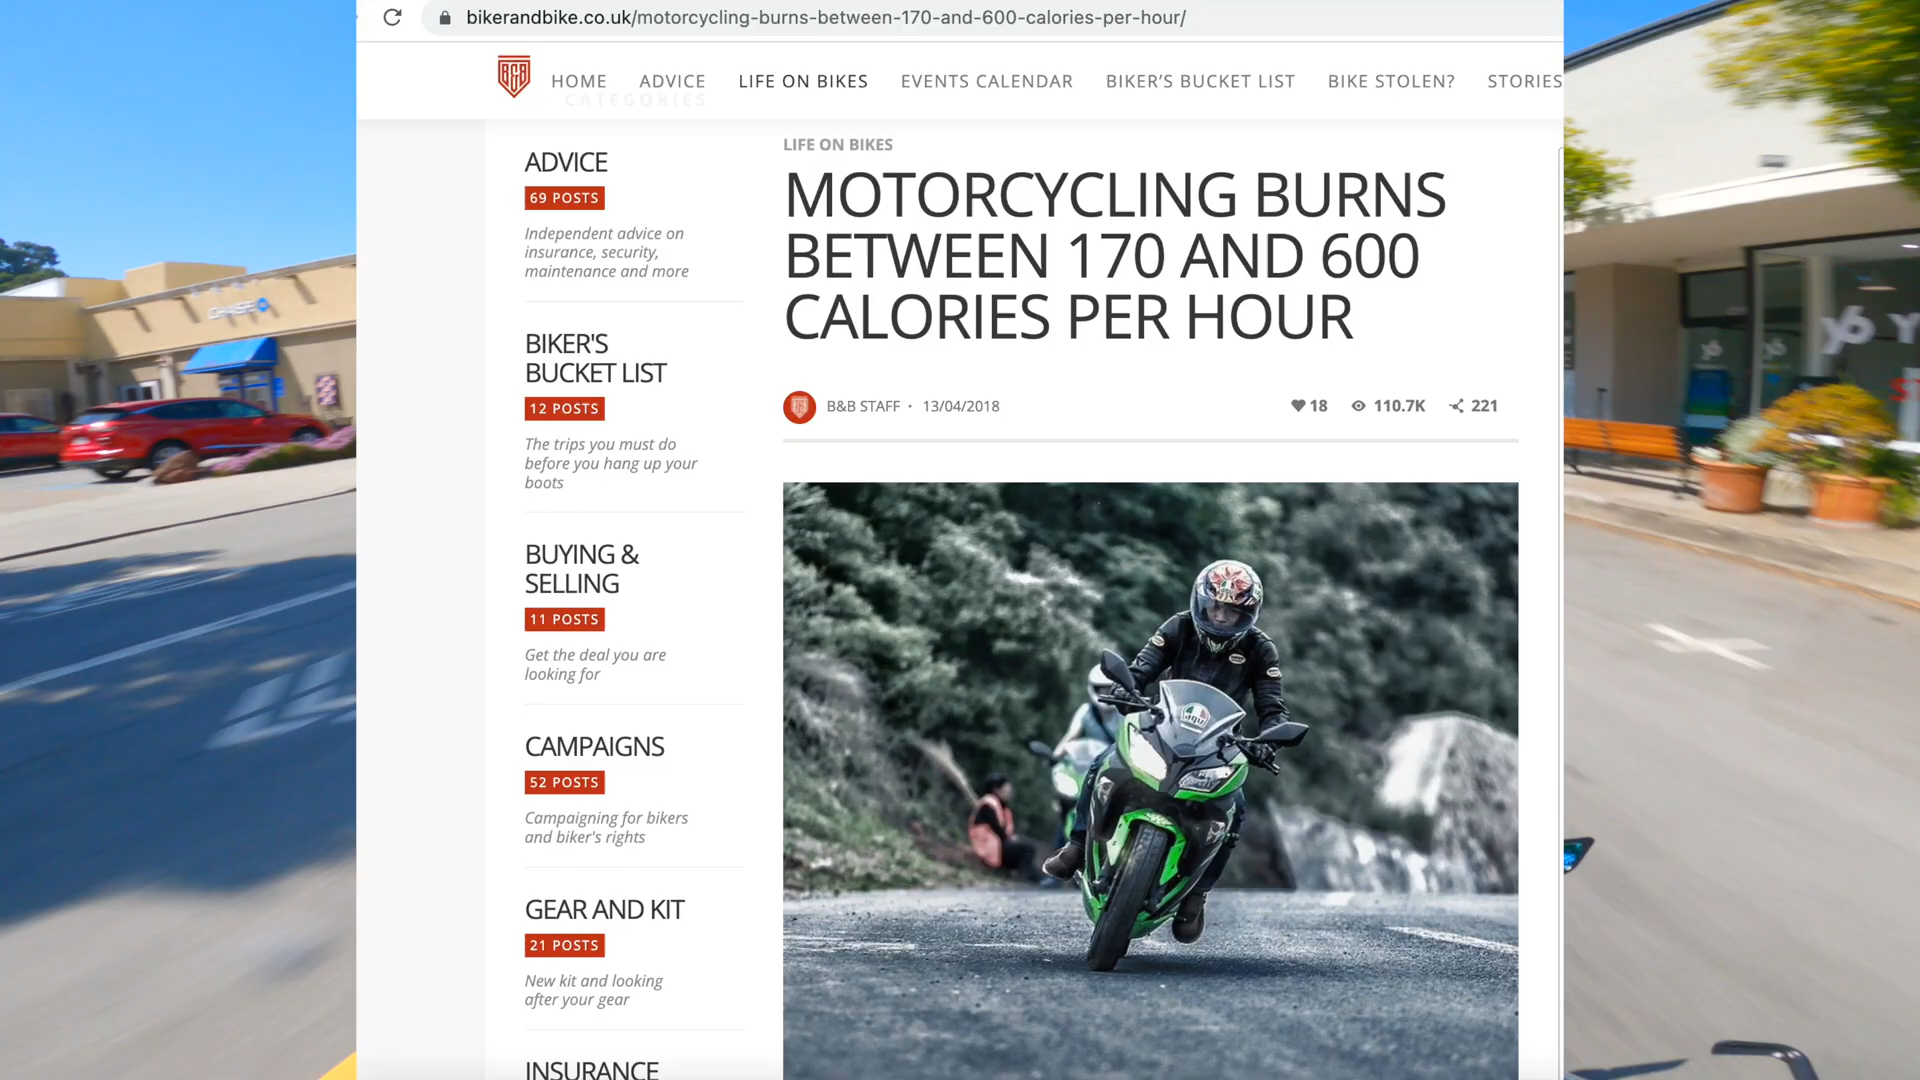 bikerandbike.co.uk/motorcycling-burns-between-170-and-600-calories-per-hour/
B&B
HOME
ADVICE
LIFE ON BIKES
EVENTS CALENDAR
BIKER'S BUCKET LIST
BIKE STOLEN?
STORIES
CATEGORIES
ADVICE
69 POSTS
Independent advice on
insurance, security,
maintenance and more
BIKER'S
BUCKET LIST
12 POSTS
The trips you must do
before you hang up your
boots
BUYING &
SELLING
11 POSTS
Get the deal you are
looking for
CAMPAIGNS
52 POSTS
Campaigning for bikers
and biker's rights
GEAR AND KIT
21 POSTS
New kit and looking
after your gear
INSURANCE
LIFE ON BIKES
MOTORCYCLING BURNS
BETWEEN 170 AND 600
CALORIES PER HOUR
B&B STAFF · 13/04/2018
18
110.7K
221
agv
CHASE
y6